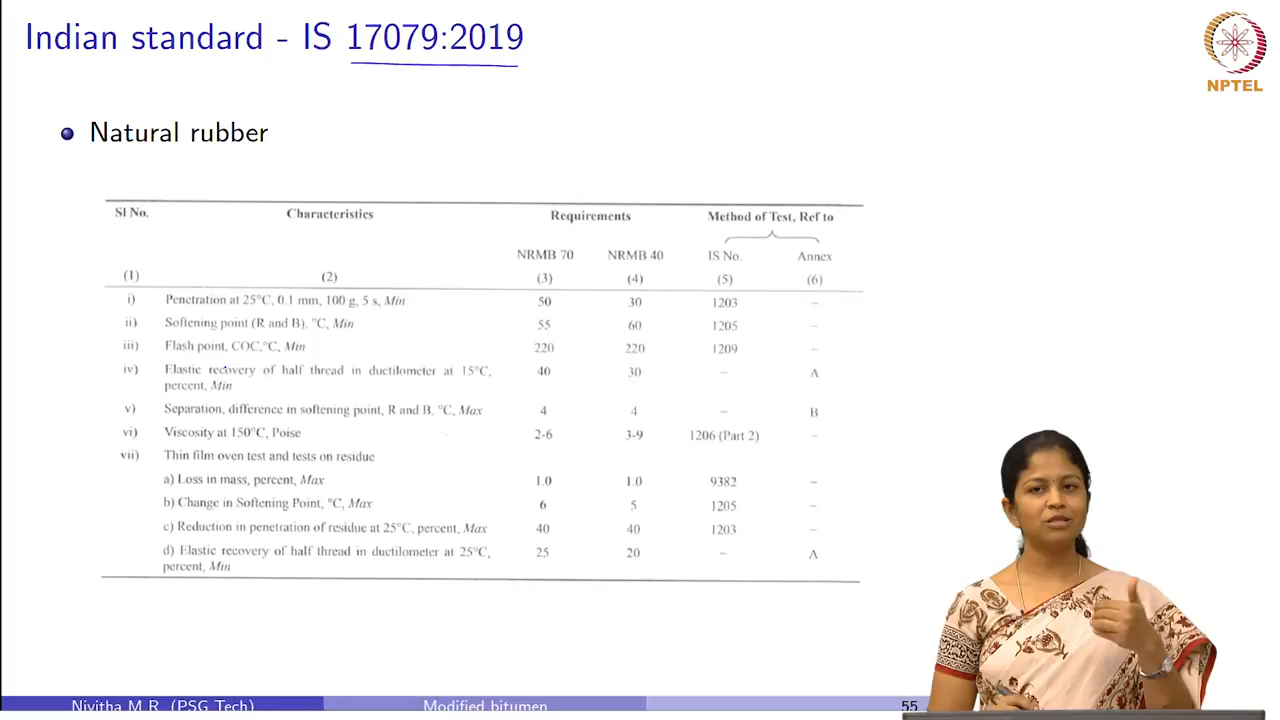 Indian standard - IS 17079:2019
NPTEL
Natural rubber
Sl No. Characteristics Requirements Method of Test, Ref to
NRMB 70 NRMB 40 IS No. Annex
(1) (2) (3) (4) (5) (6)
i) Penetration at 25°C, 0.1 mm, 100 g, 5 s, Min 50 30 1203 –
ii) Softening point (R and B), °C, Min 55 60 1205 –
iii) Flash point, COC,°C, Min 220 220 1209 –
iv) Elastic recovery of half thread in ductilometer at 15°C, 40 30 – A
percent, Min
v) Separation, difference in softening point, R and B, °C, Max 4 4 – B
vi) Viscosity at 150°C, Poise 2-6 3-9 1206 (Part 2) –
vii) Thin film oven test and tests on residue
a) Loss in mass, percent, Max 1.0 1.0 9382 –
b) Change in Softening Point, °C, Max 6 5 1205 –
c) Reduction in penetration of residue at 25°C, percent, Max 40 40 1203 –
d) Elastic recovery of half thread in ductilometer at 25°C, 25 20 – A
percent, Min
Nivitha M.R. (PSG Tech) Modified bitumen 55